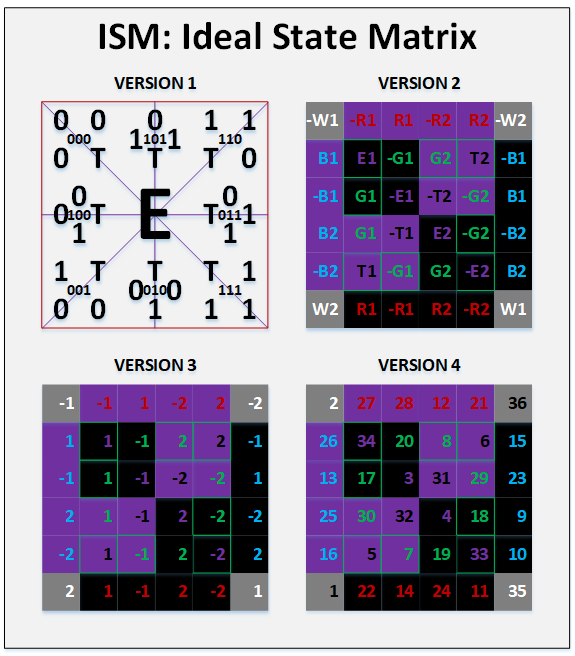 ISM: Ideal State Matrix
VERSION 1
0 0 0 1 1
000 1 101 1 110
0 T T T 0
0 0
0 100 T E T 011 1
1 1
1 T T T 1
001 0 010 0 111
0 0 1 1 1
VERSION 2
-W1 -R1 R1 -R2 R2 -W2
B1 E1 -G1 G2 T2 -B1
-B1 G1 -E1 -T2 -G2 B1
B2 G1 -T1 E2 -G2 -B2
-B2 T1 -G1 G2 -E2 B2
W2 R1 -R1 R2 -R2 W1
VERSION 3
-1 -1 1 -2 2 -2
1 1 -1 2 2 -1
-1 1 -1 -2 -2 1
2 1 -1 2 -2 -2
-2 1 -1 2 -2 2
2 1 -1 2 -2 1
VERSION 4
2 27 28 12 21 36
26 34 20 8 6 15
13 17 3 31 29 23
25 30 32 4 18 9
16 5 7 19 33 10
1 22 14 24 11 35